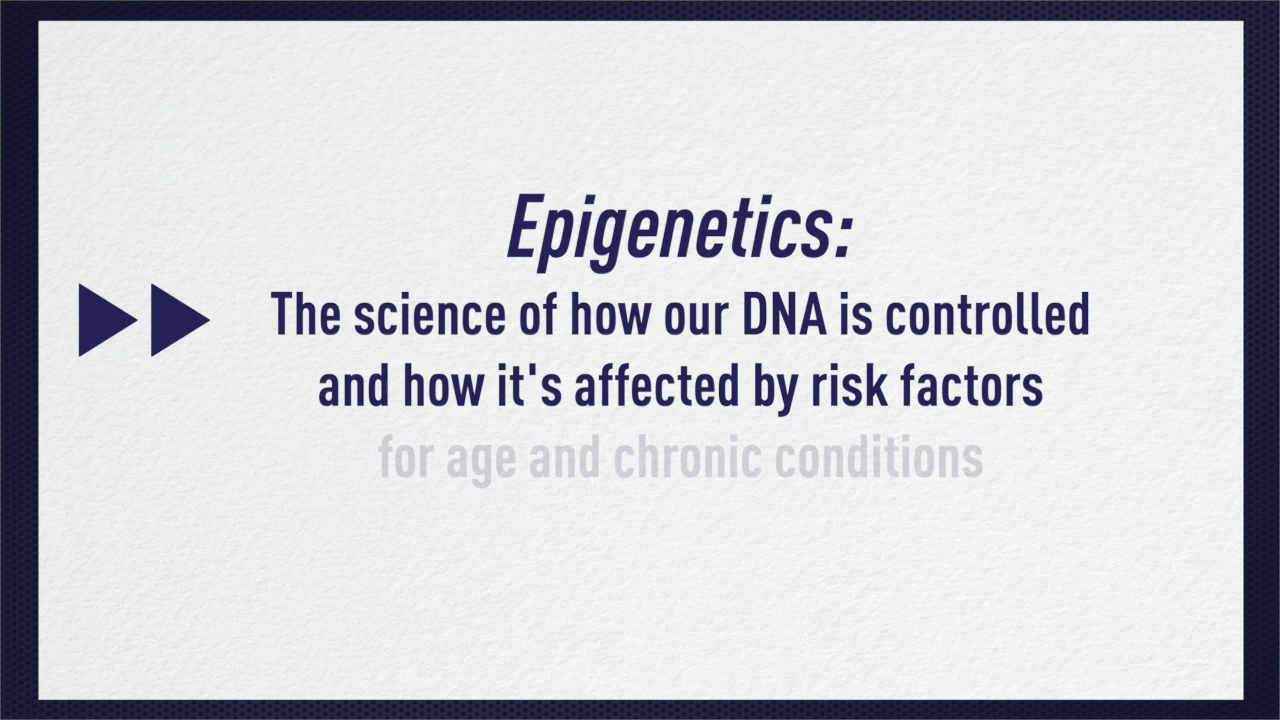 Epigenetics:
The science of how our DNA is controlled
and how it's affected by risk factors
for age and chronic conditions